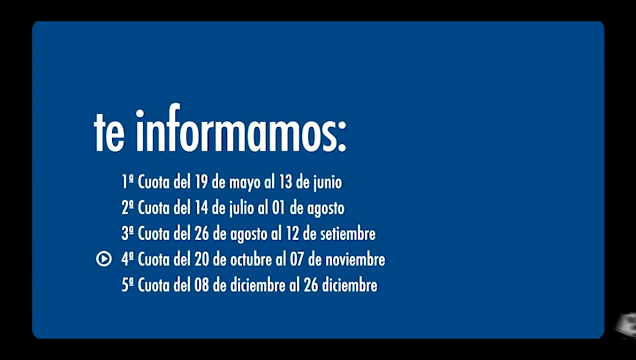 te informamos:
1ª Cuota del 19 de mayo al 13 de junio
2ª Cuota del 14 de julio al 01 de agosto
3ª Cuota del 26 de agosto al 12 de setiembre
4ª Cuota del 20 de octubre al 07 de noviembre
5ª Cuota del 08 de diciembre al 26 diciembre